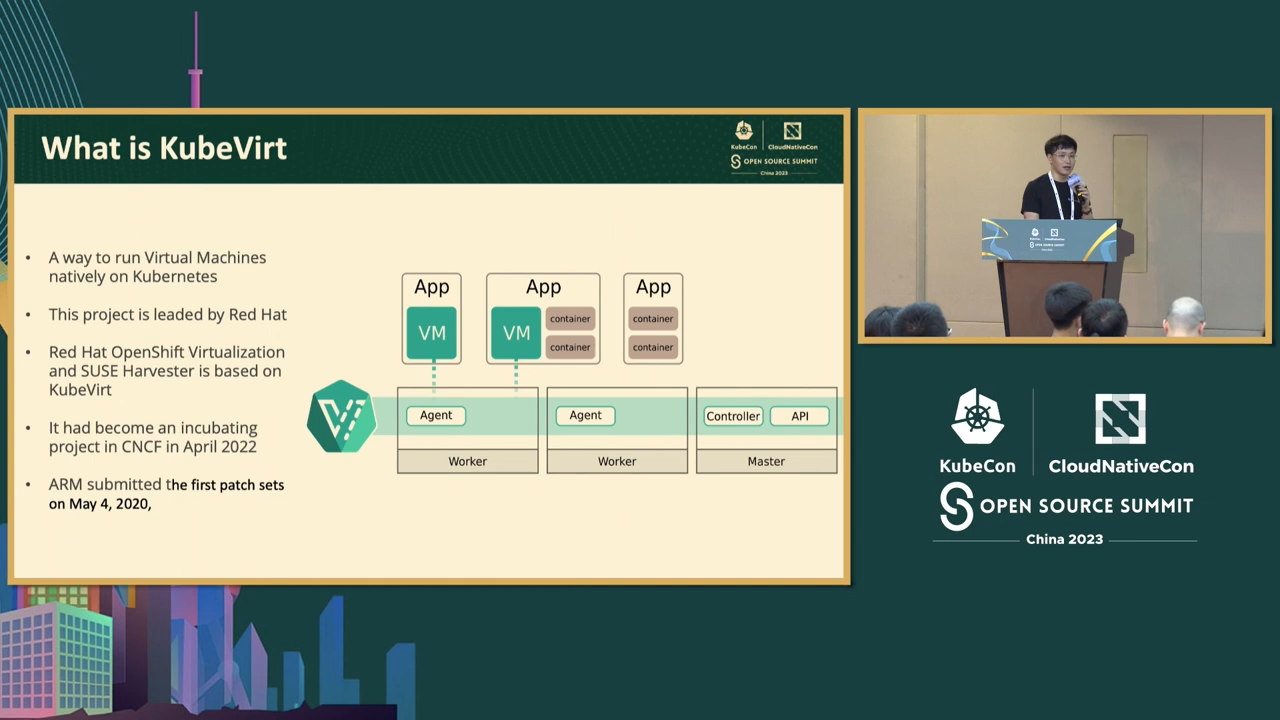 What is KubeVirt
KubeCon
CloudNativeCon
OPEN SOURCE SUMMIT
China 2023
A way to run Virtual Machines
natively on Kubernetes
This project is leaded by Red Hat
Red Hat OpenShift Virtualization
and SUSE Harvester is based on
KubeVirt
It had become an incubating
project in CNCF in April 2022
ARM submitted the first patch sets
on May 4, 2020,
App
App
App
VM
VM
container
container
container
container
Agent
Agent
Controller
API
Worker
Worker
Master
KubeCon
CloudNativeCon
OPEN SOURCE SUMMIT
China 2023